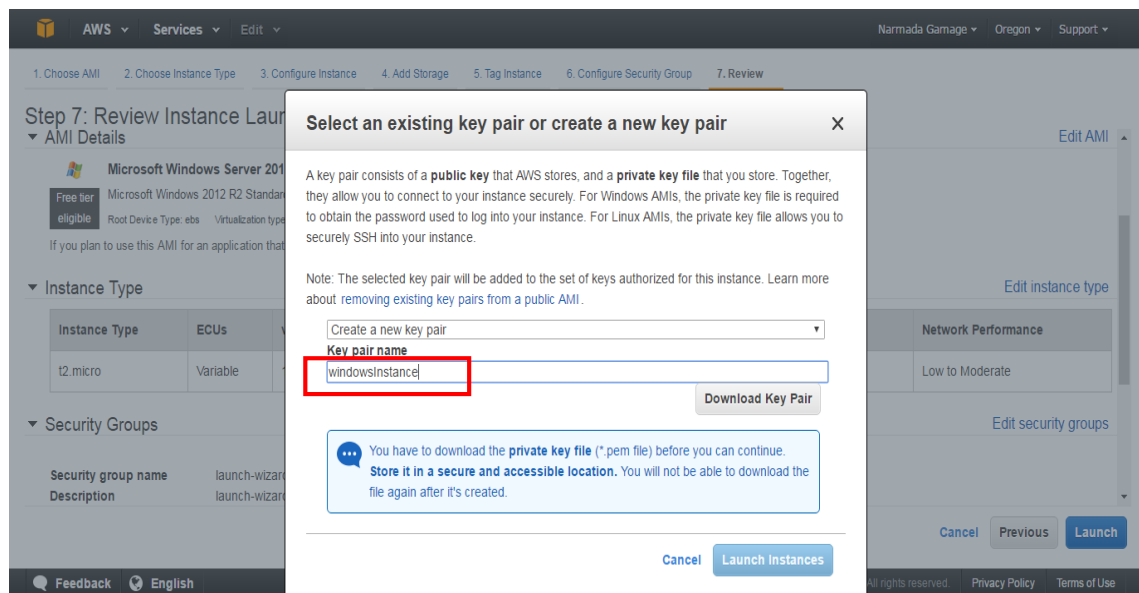 AWS Services Edit Narmada Gamage Oregon Support
1. Choose AMI 2. Choose Instance Type 3. Configure Instance 4. Add Storage 5. Tag Instance 6. Configure Security Group 7. Review
Step 7: Review Instance Laun
AMI Details Edit AMI
Microsoft Windows Server 201
Free tier eligible
Microsoft Windows 2012 R2 Standar
Root Device Type: ebs Virtualization type
If you plan to use this AMI for an application that
Instance Type Edit instance type
Instance Type ECUs v Network Performance
t2.micro Variable 1 Low to Moderate
Security Groups Edit security groups
Security group name launch-wizard
Description launch-wizard
Cancel Previous Launch
Select an existing key pair or create a new key pair X
A key pair consists of a public key that AWS stores, and a private key file that you store. Together,
they allow you to connect to your instance securely. For Windows AMIs, the private key file is required
to obtain the password used to log into your instance. For Linux AMIs, the private key file allows you to
securely SSH into your instance.
Note: The selected key pair will be added to the set of keys authorized for this instance. Learn more
about removing existing key pairs from a public AMI.
Create a new key pair
Key pair name
windowsInstance
Download Key Pair
You have to download the private key file (*.pem file) before you can continue.
Store it in a secure and accessible location. You will not be able to download the
file again after it's created.
Cancel Launch Instances
Feedback English All rights reserved. Privacy Policy Terms of Use